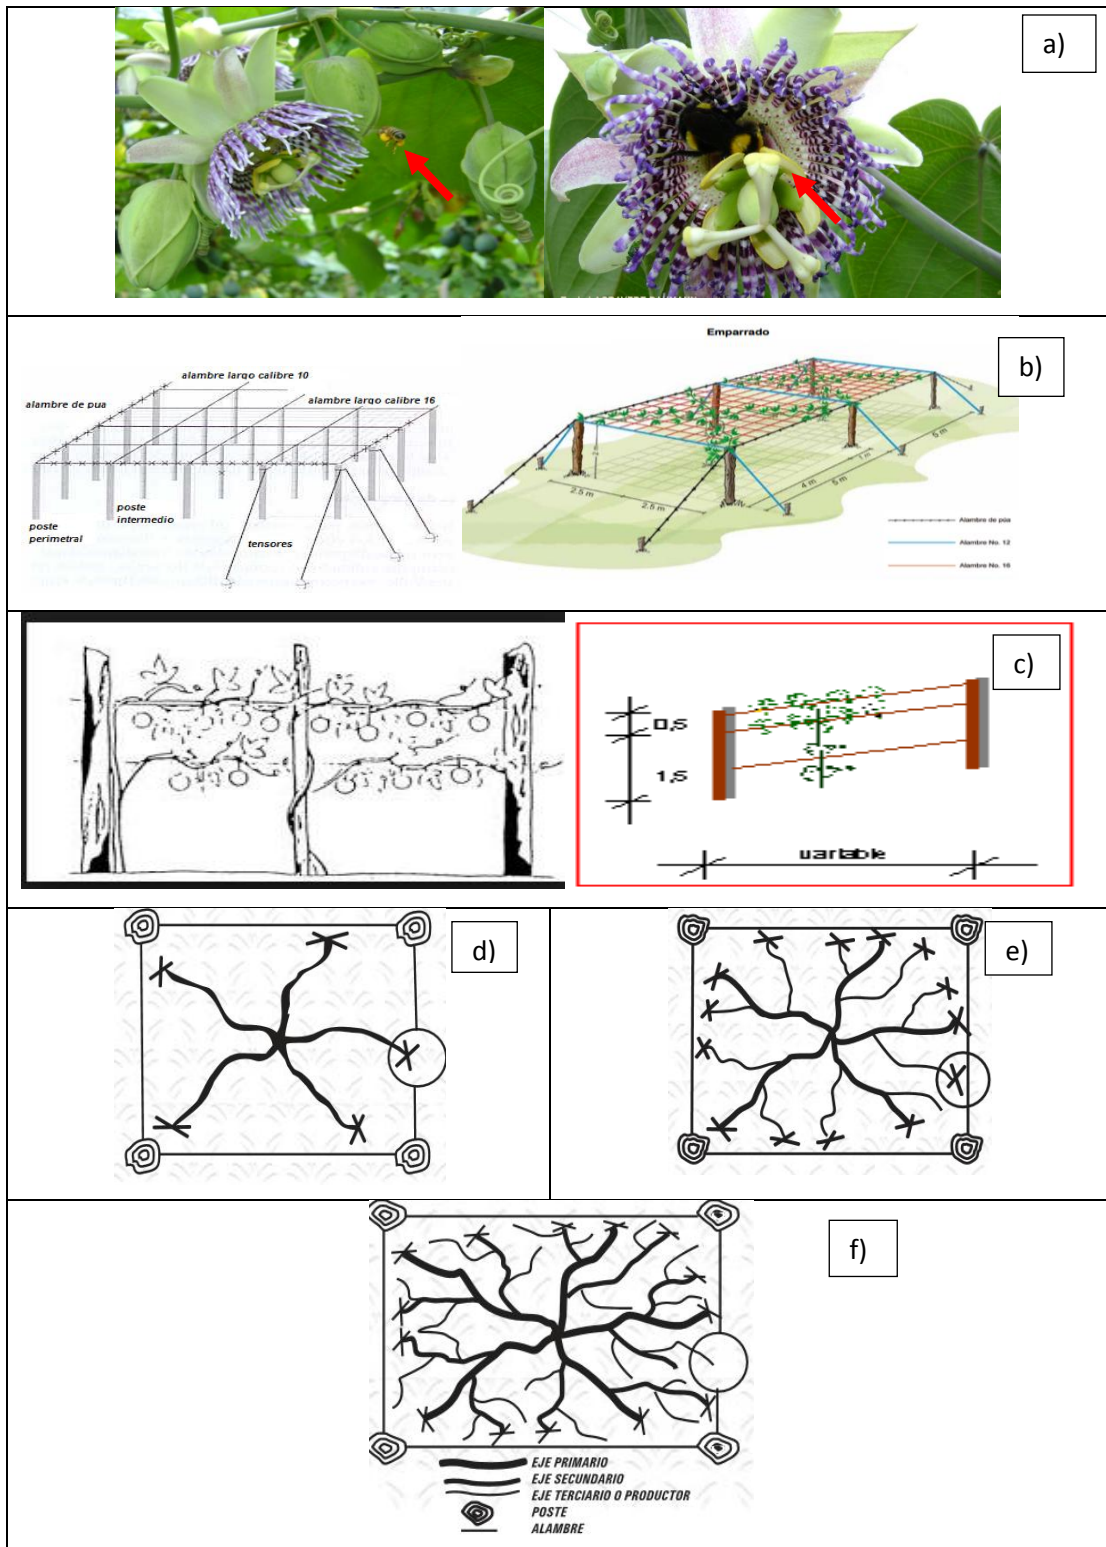 a)
alambre largo calibre 10
alambre de pua
alambre largo calibre 16
poste
perimetral
poste
intermedio
tensores
Emparrado
b)
2.5 m
2.5 m
4 m
5 m
1 m
5 m
Alambre de púa
Alambre No. 12
Alambre No. 16
c)
0,5
1,5
variable
d)
e)
f)
EJE PRIMARIO
EJE SECUNDARIO
EJE TERCIARIO O PRODUCTOR
POSTE
ALAMBRE